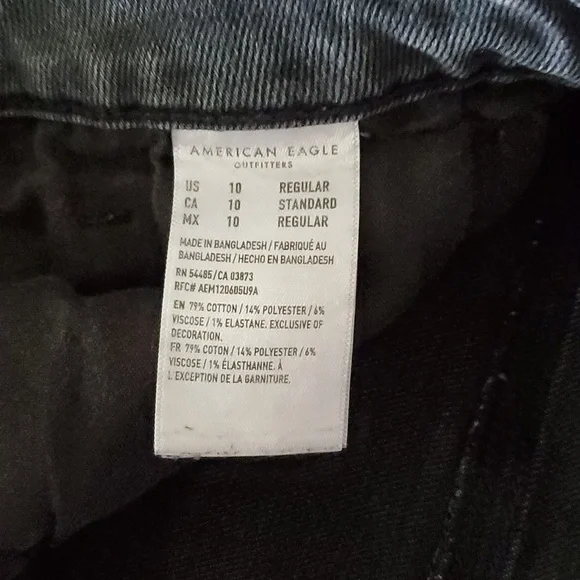 AMERICAN EAGLE
OUTFITTERS
US 10 REGULAR
CA 10 STANDARD
MX 10 REGULAR
MADE IN BANGLADESH / FABRIQUÉ AU
BANGLADESH / HECHO EN BANGLADESH
RN 54485/CA 03873
RFC# AEM120605U9A
EN 79% COTTON / 14% POLYESTER / 6%
VISCOSE / 1% ELASTANE. EXCLUSIVE OF
DECORATION.
FR 79% COTON / 14% POLYESTER / 6%
VISCOSE / 1% ÉLASTHANNE. À
L'EXCEPTION DE LA GARNITURE.